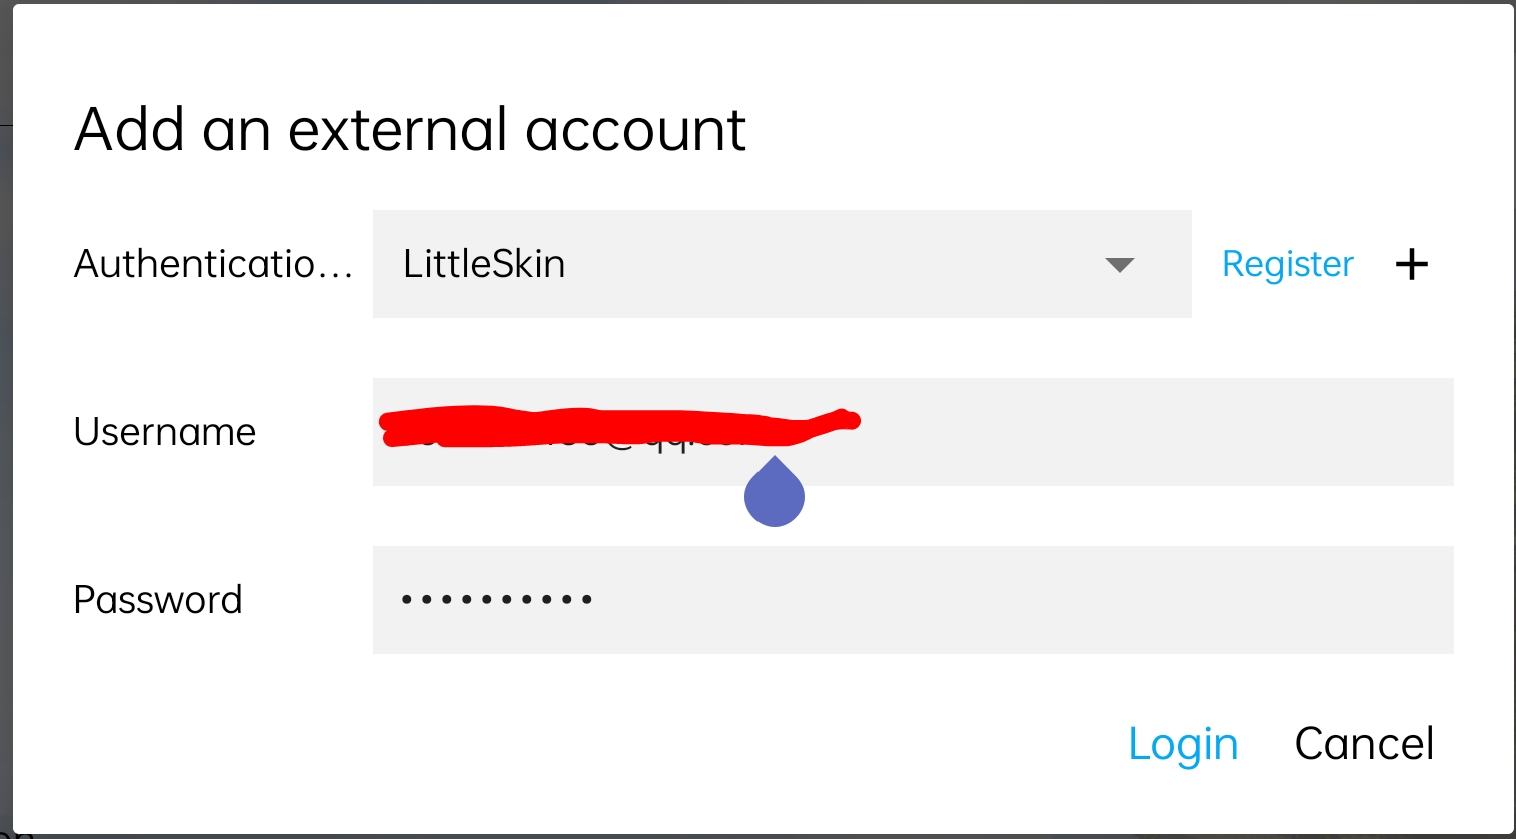 Add an external account
Authenticatio...
LittleSkin
Register +
Username
Password
••••••••••
Login
Cancel